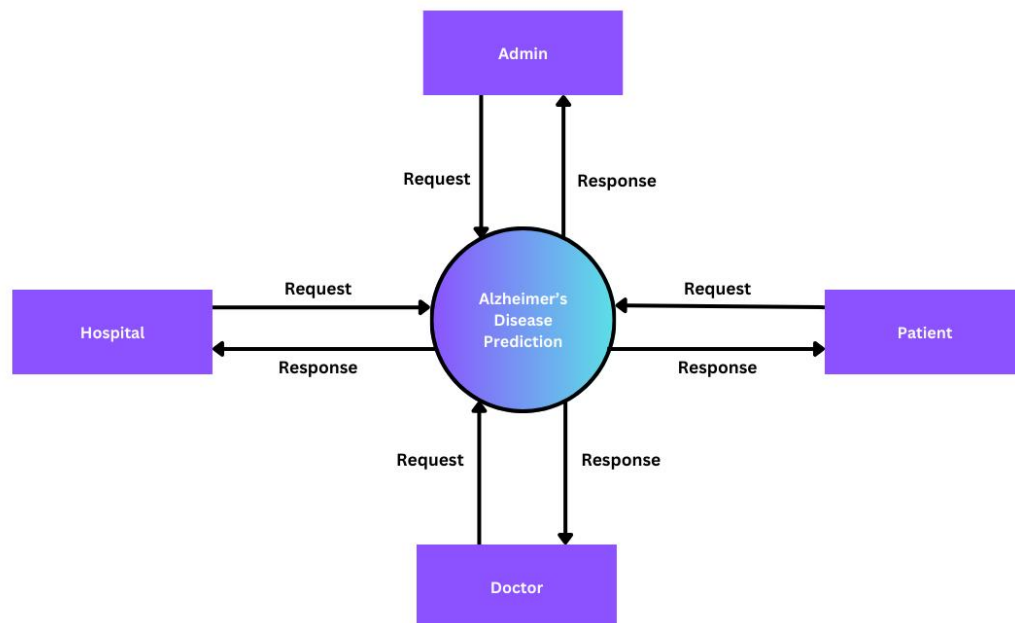 Admin
Request
Response
Request
Request
Hospital
Alzheimer's
Disease
Prediction
Patient
Response
Response
Request
Response
Doctor